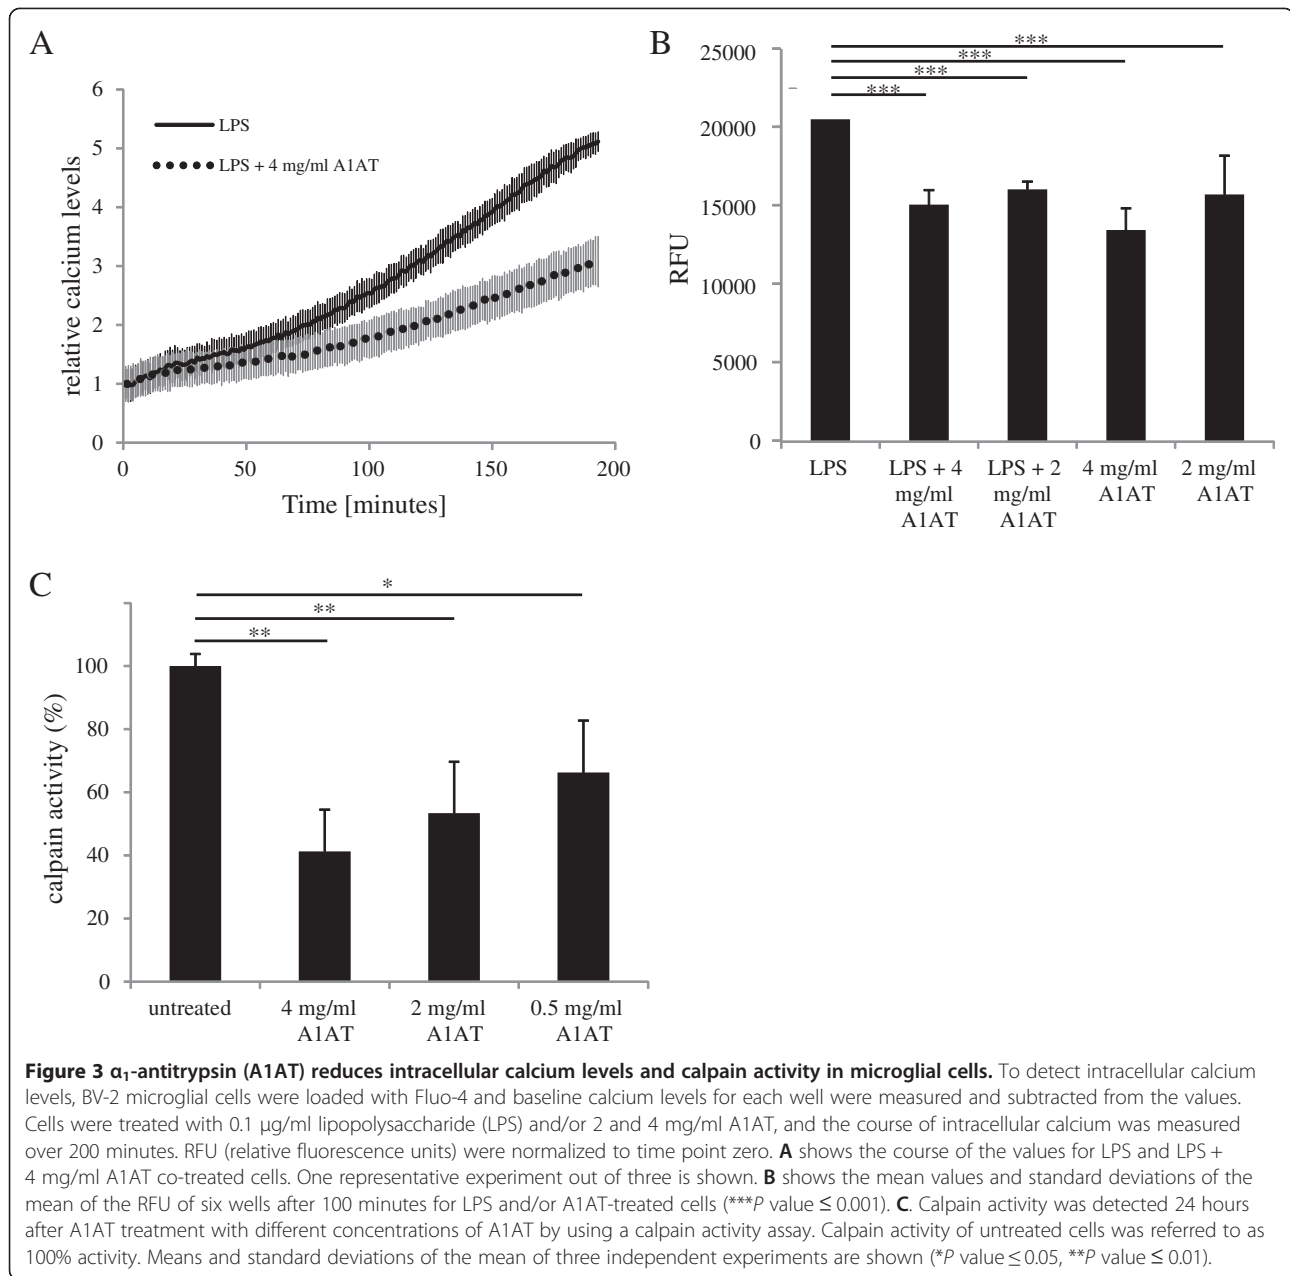 A
6
5
4
3
2
1
0
relative calcium levels
LPS
LPS + 4 mg/ml A1AT
0 50 100 150 200
Time [minutes]
B
25000
20000
15000
10000
5000
0
RFU
***
***
***
***
LPS
LPS + 4
mg/ml
A1AT
LPS + 2
mg/ml
A1AT
4 mg/ml
A1AT
2 mg/ml
A1AT
C
100
80
60
40
20
0
calpain activity (%)
*
**
**
untreated
4 mg/ml
A1AT
2 mg/ml
A1AT
0.5 mg/ml
A1AT
Figure 3 α₁-antitrypsin (A1AT) reduces intracellular calcium levels and calpain activity in microglial cells. To detect intracellular calcium
levels, BV-2 microglial cells were loaded with Fluo-4 and baseline calcium levels for each well were measured and subtracted from the values.
Cells were treated with 0.1 μg/ml lipopolysaccharide (LPS) and/or 2 and 4 mg/ml A1AT, and the course of intracellular calcium was measured
over 200 minutes. RFU (relative fluorescence units) were normalized to time point zero. A shows the course of the values for LPS and LPS +
4 mg/ml A1AT co-treated cells. One representative experiment out of three is shown. B shows the mean values and standard deviations of the
mean of the RFU of six wells after 100 minutes for LPS and/or A1AT-treated cells (***P value ≤ 0.001). C. Calpain activity was detected 24 hours
after A1AT treatment with different concentrations of A1AT by using a calpain activity assay. Calpain activity of untreated cells was referred to as
100% activity. Means and standard deviations of the mean of three independent experiments are shown (*P value ≤ 0.05, **P value ≤ 0.01).